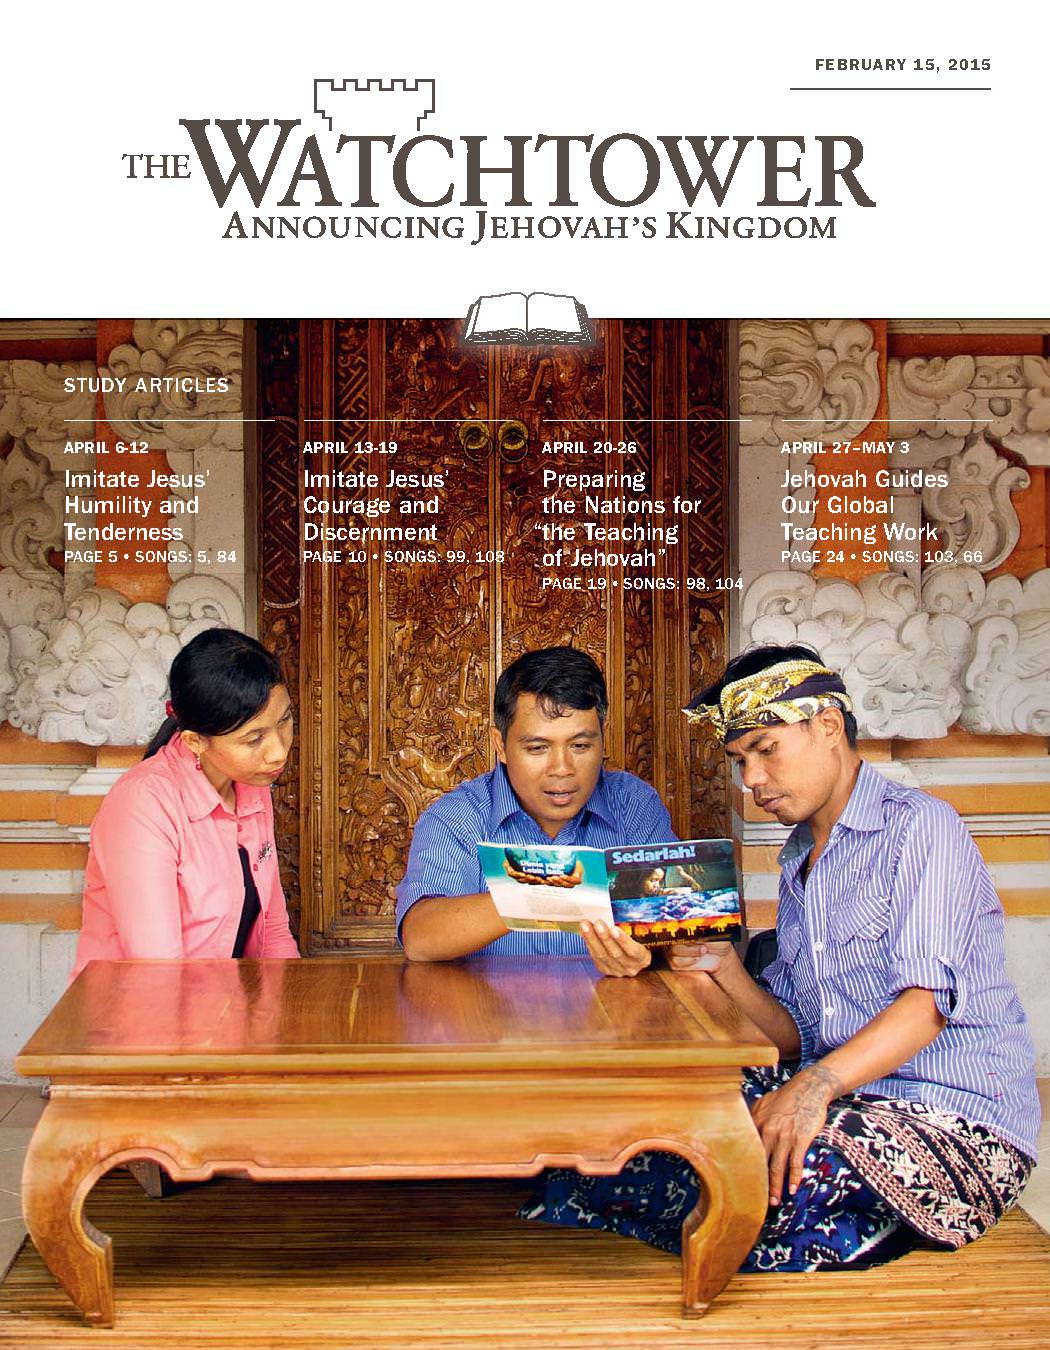 FEBRUARY 15, 2015
THE WATCHTOWER
ANNOUNCING JEHOVAH'S KINGDOM
STUDY ARTICLES
APRIL 6-12
Imitate Jesus'
Humility and
Tenderness
PAGE 5 • SONGS: 5, 84
APRIL 13-19
Imitate Jesus'
Courage and
Discernment
PAGE 10 • SONGS: 99, 108
APRIL 20-26
Preparing
the Nations for
“the Teaching
of Jehovah”
PAGE 19 • SONGS: 98, 104
APRIL 27–MAY 3
Jehovah Guides
Our Global
Teaching Work
PAGE 24 • SONGS: 103, 66
Sedarlah!